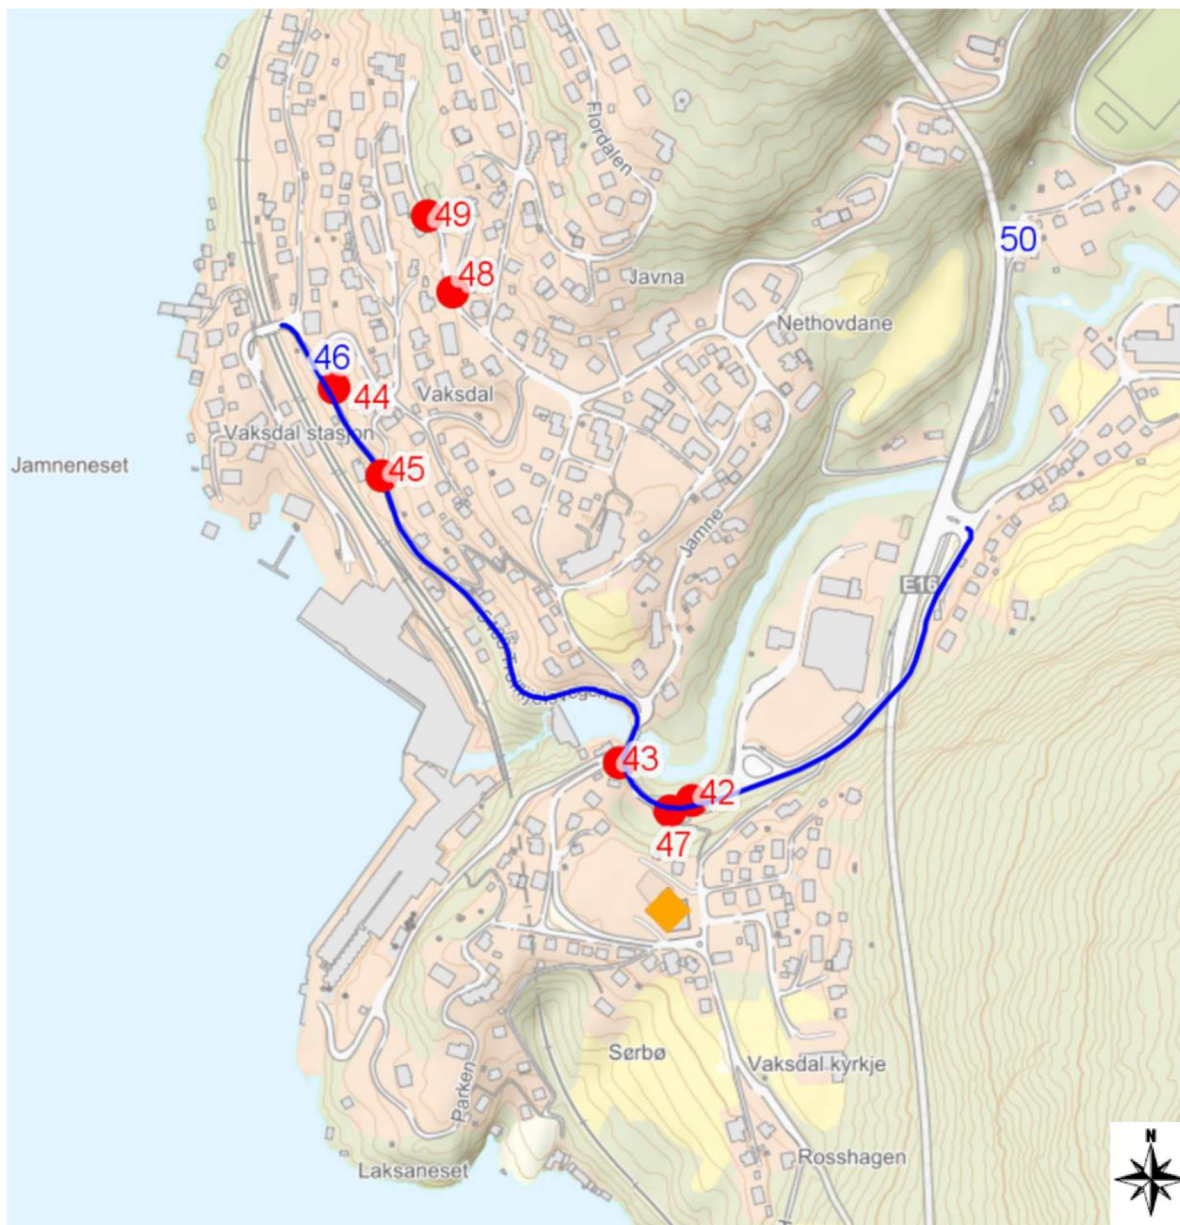 Flordalen
49
50
48
Javna
Nethovdane
46
44
Vaksdal
Vaksdal stasjon
Jamneneset
45
Jamne
E16
43
42
47
Sørbø
Vaksdal kyrkje
Parken
Rosshagen
Laksaneset
N